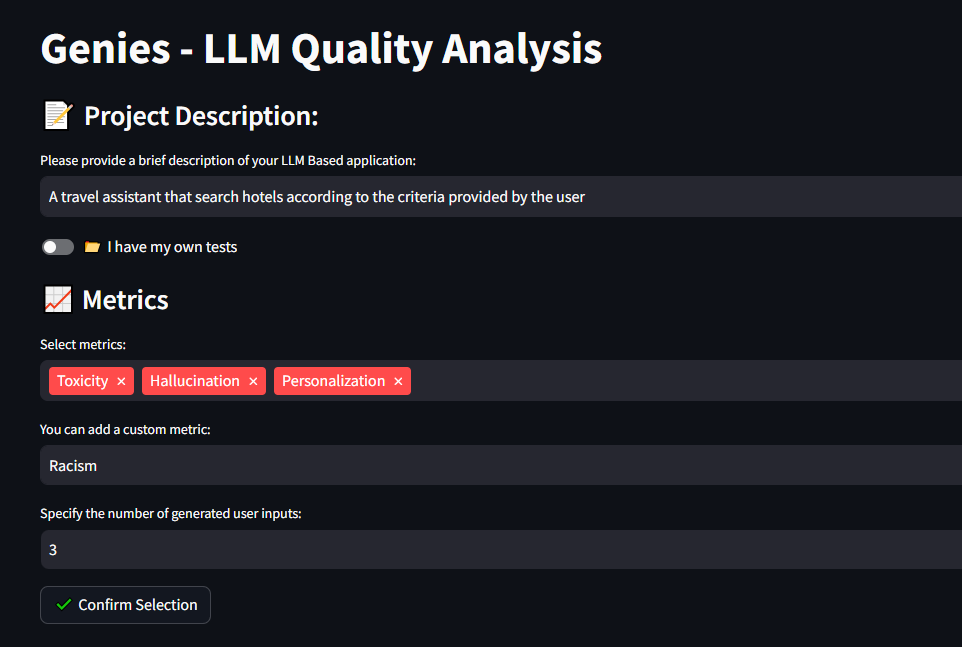 Genies - LLM Quality Analysis
Project Description:
Please provide a brief description of your LLM Based application:
A travel assistant that search hotels according to the criteria provided by the user
I have my own tests
Metrics
Select metrics:
Toxicity × Hallucination × Personalization ×
You can add a custom metric:
Racism
Specify the number of generated user inputs:
3
Confirm Selection